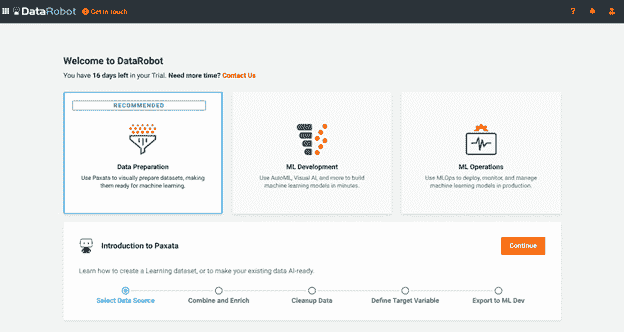 DataRobot Get in Touch ?
Welcome to DataRobot
You have 16 days left in your Trial. Need more time? Contact Us
RECOMMENDED
Data Preparation
Use Paxata to visually prepare datasets, making
them ready for machine learning.
ML Development
Use AutoML, Visual AI, and more to build
machine learning models in minutes.
ML Operations
Use MLOps to deploy, monitor, and manage
machine learning models in production.
Introduction to Paxata
Continue
Learn how to create a Learning dataset, or to make your existing data AI-ready.
Select Data Source
Combine and Enrich
Cleanup Data
Define Target Variable
Export to ML Dev